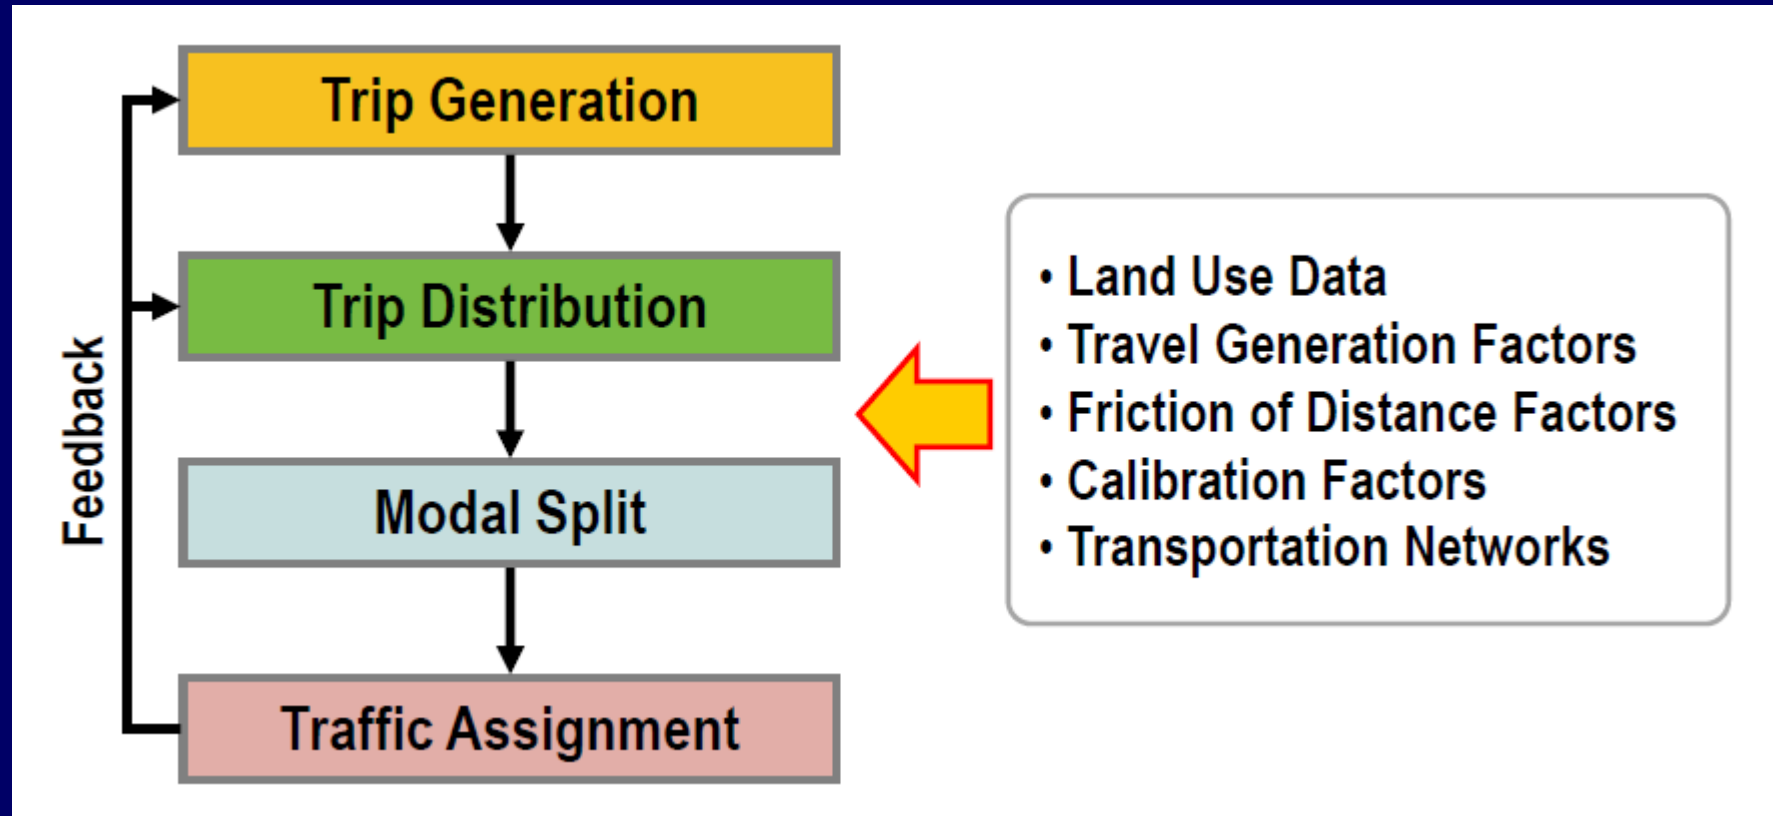 Trip Generation
Trip Distribution
Modal Split
Traffic Assignment
Feedback
• Land Use Data
• Travel Generation Factors
• Friction of Distance Factors
• Calibration Factors
• Transportation Networks